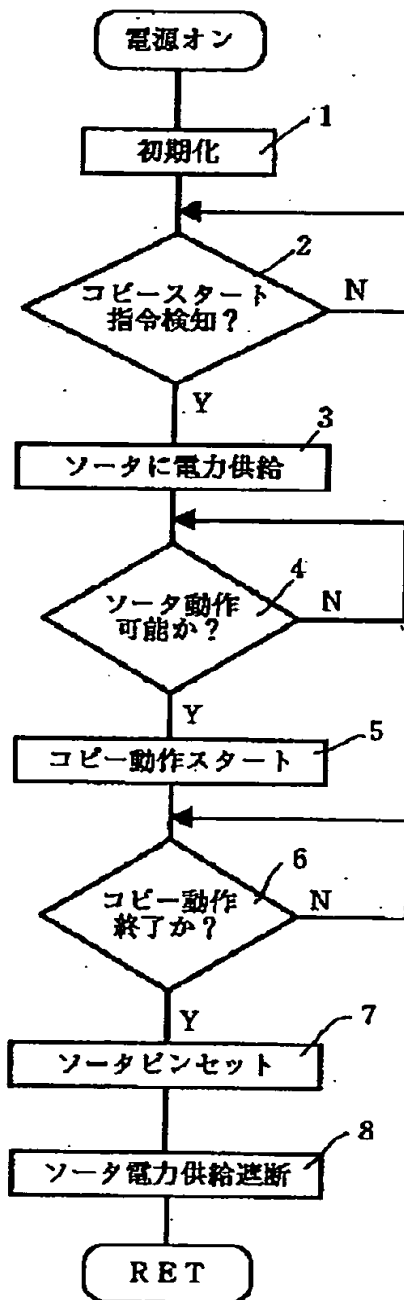 電源オン
1
初期化
2
コピースタート
指令検知？
N
Y
3
ソータに電力供給
4
ソータ動作
可能か？
N
Y
5
コピー動作スタート
6
コピー動作
終了か？
N
Y
7
ソータビンセット
8
ソータ電力供給遮断
RET